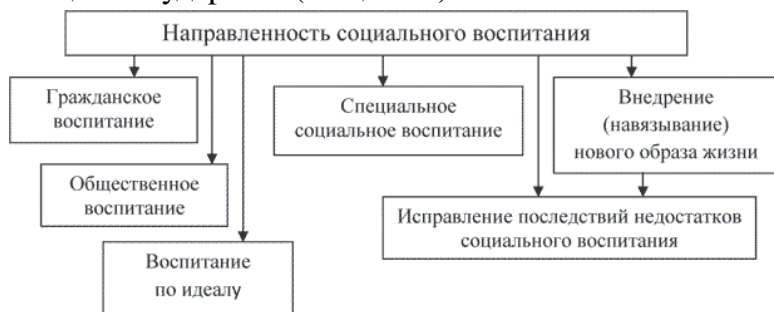 Направленность социального воспитания
Гражданское
воспитание
Специальное
социальное воспитание
Внедрение
(навязывание)
нового образа жизни
Общественное
воспитание
Исправление последствий недостатков
социального воспитания
Воспитание
по идеалу